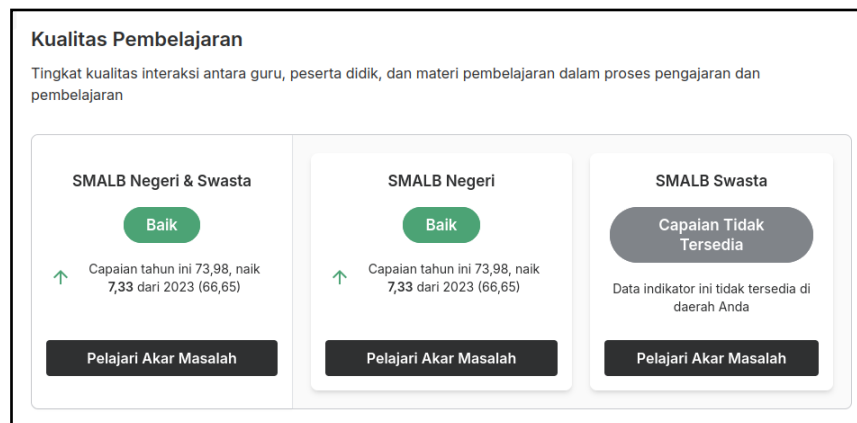 Kualitas Pembelajaran
Tingkat kualitas interaksi antara guru, peserta didik, dan materi pembelajaran dalam proses pengajaran dan
pembelajaran
SMALB Negeri & Swasta
Baik
Capaian tahun ini 73,98, naik
7,33 dari 2023 (66,65)
Pelajari Akar Masalah
SMALB Negeri
Baik
Capaian tahun ini 73,98, naik
7,33 dari 2023 (66,65)
Pelajari Akar Masalah
SMALB Swasta
Capaian Tidak
Tersedia
Data indikator ini tidak tersedia di
daerah Anda
Pelajari Akar Masalah